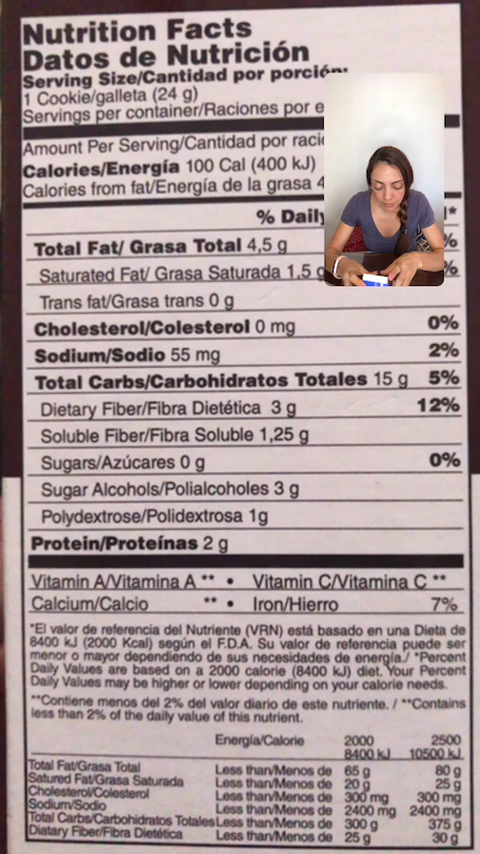 Nutrition Facts
Datos de Nutrición
Serving Size/Cantidad por porción:
1 Cookie/galleta (24 g)
Servings per container/Raciones por
Amount Per Serving/Cantidad por
Calories/Energía 100 Cal (400 kJ)
Calories from fat/Energía de la grasa
% Daily *
Total Fat/ Grasa Total 4,5 g %
Saturated Fat/ Grasa Saturada 1,5 g %
Trans fat/Grasa trans 0 g
Cholesterol/Colesterol 0 mg 0%
Sodium/Sodio 55 mg 2%
Total Carbs/Carbohidratos Totales 15 g 5%
Dietary Fiber/Fibra Dietética 3 g 12%
Soluble Fiber/Fibra Soluble 1,25 g
Sugars/Azúcares 0 g 0%
Sugar Alcohols/Polialcoholes 3 g
Polydextrose/Polidextrosa 1g
Protein/Proteínas 2 g
Vitamin A/Vitamina A ** • Vitamin C/Vitamina C **
Calcium/Calcio ** • Iron/Hierro 7%
*El valor de referencia del Nutriente (VRN) está basado en una Dieta de
8400 kJ (2000 Kcal) según el F.D.A. Su valor de referencia puede ser
menor o mayor dependiendo de sus necesidades de energía./ *Percent
Daily Values are based on a 2000 calorie (8400 kJ) diet. Your Percent
Daily Values may be higher or lower depending on your calorie needs.
**Contiene menos del 2% del valor diario de este nutriente. / **Contains
less than 2% of the daily value of this nutrient.
Energía/Calorie 2000 2500
8400 kJ 10500 kJ
Total Fat/Grasa Total Less than/Menos de 65 g 80 g
Satured Fat/Grasa Saturada Less than/Menos de 20 g 25 g
Cholesterol/Colesterol Less than/Menos de 300 mg 300 mg
Sodium/Sodio Less than/Menos de 2400 mg 2400 mg
Total Carbs/Carbohidratos Totales Less than/Menos de 300 g 375 g
Diatary Fiber/Fibra Dietética Less than/Menos de 25 g 30 g